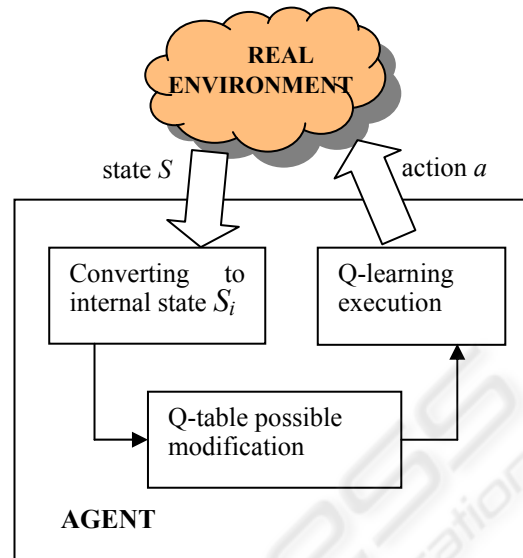 REAL
ENVIRONMENT
state S
action a
Converting to
internal state Si
Q-learning
execution
Q-table possible
modification
AGENT